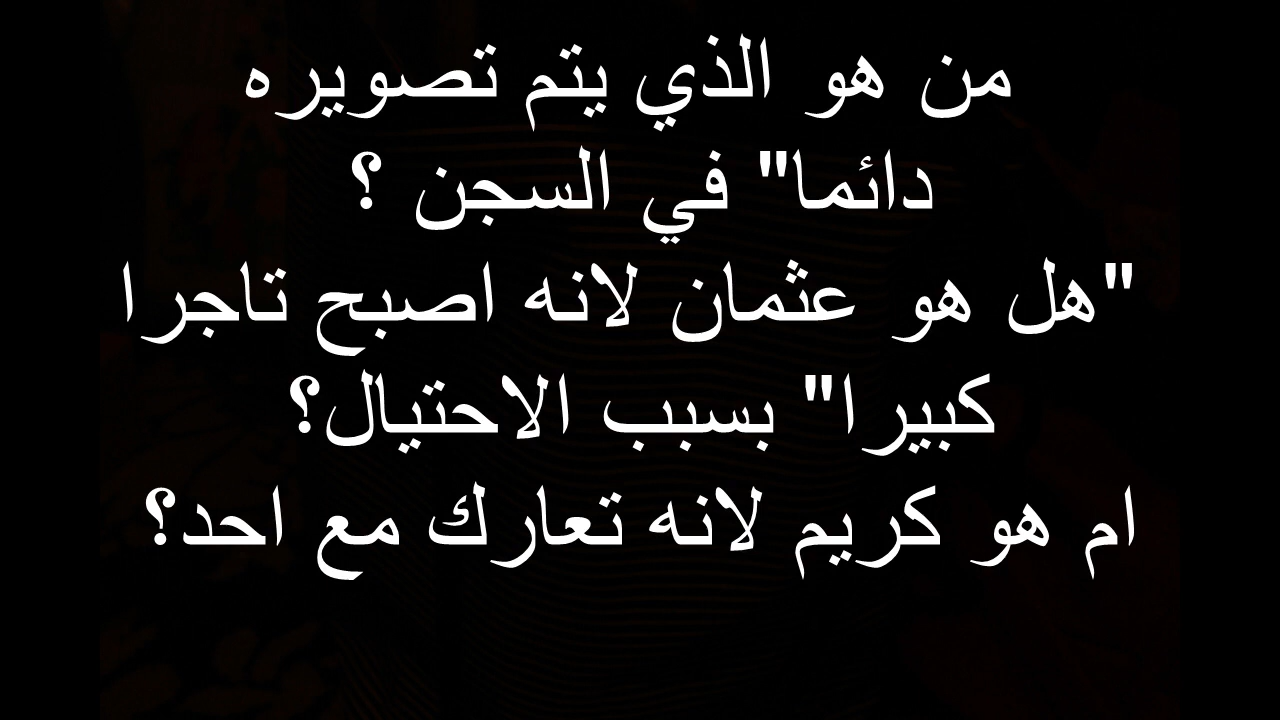 من هو الذي يتم تصويره
دائما" في السجن ؟
"هل هو عثمان لانه اصبح تاجرا
كبيرا" بسبب الاحتيال؟
ام هو كريم لانه تعارك مع احد؟